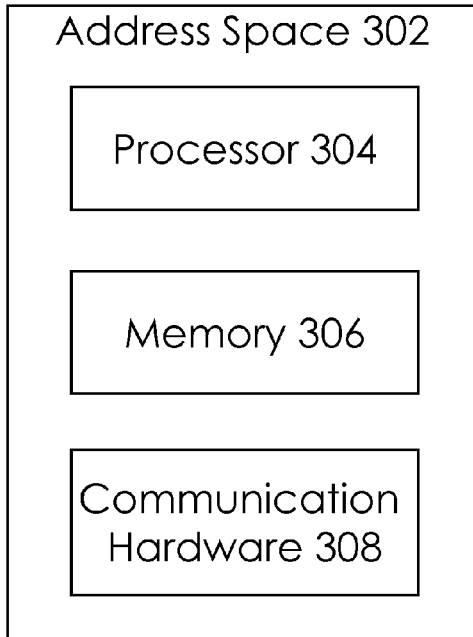 Address Space 302
Processor 304
Memory 306
Communication
Hardware 308